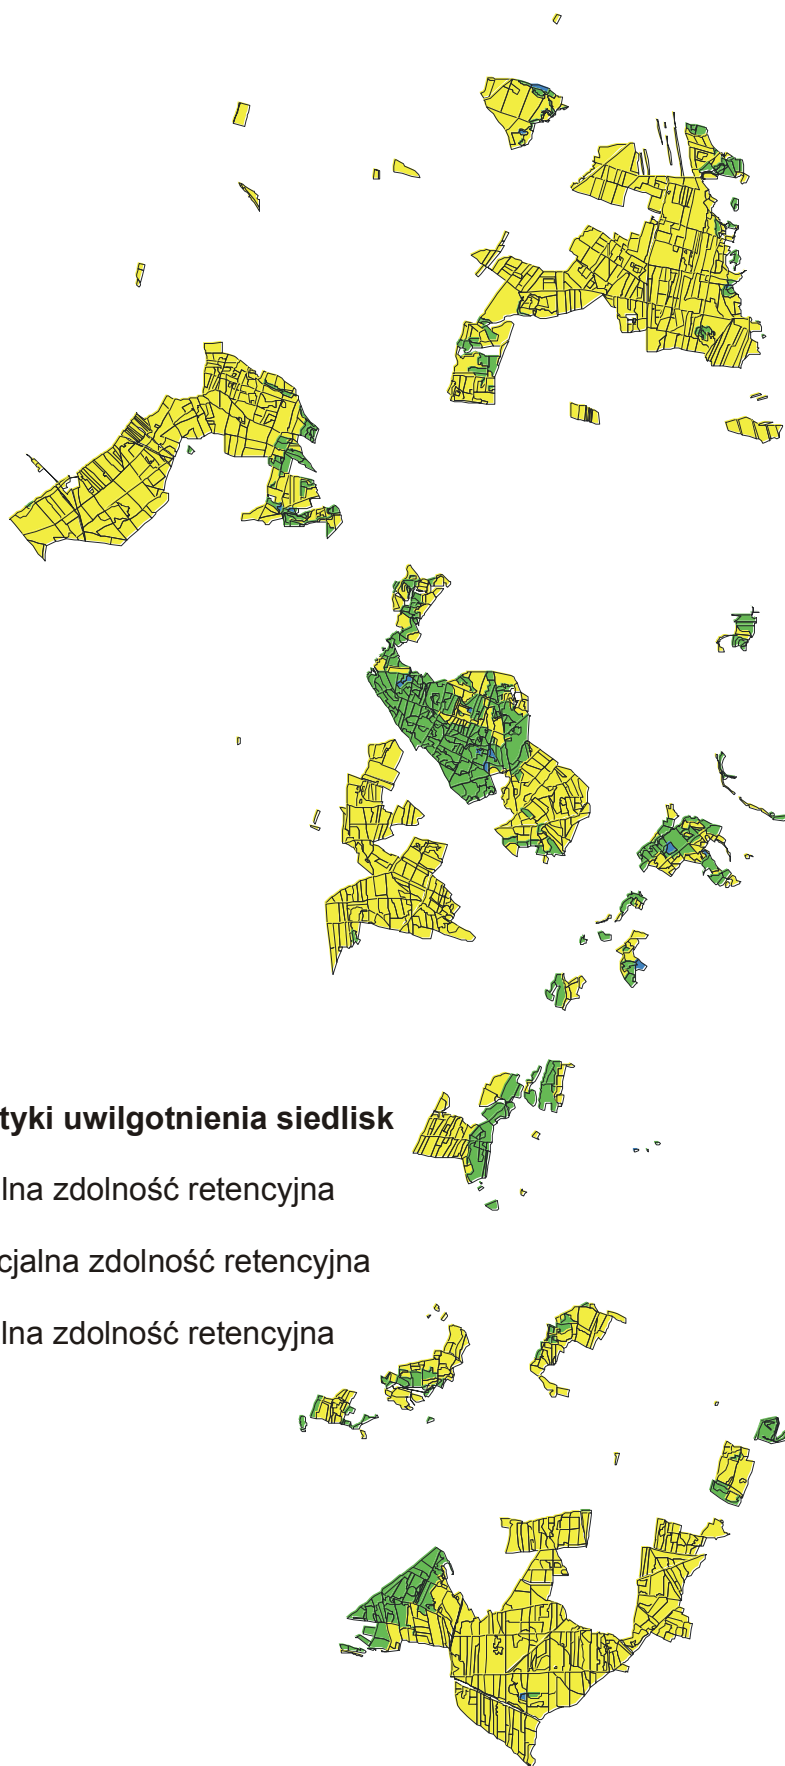 tyki uwilgotnienia siedlisk
lna zdolność retencyjna
cjalna zdolność retencyjna
lna zdolność retencyjna